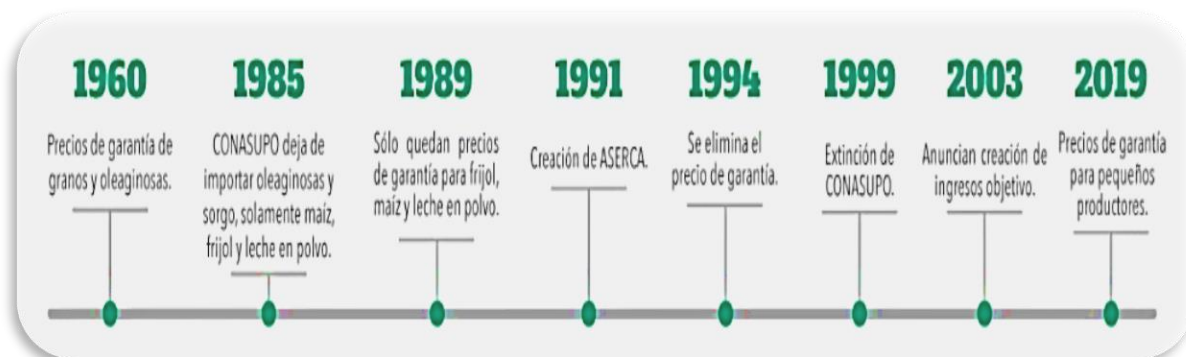 1960
Precios de garantía de
granos y oleaginosas.
1985
CONASUPO deja de
importar oleaginosas y
sorgo, solamente maíz,
frijol y leche en polvo.
1989
Sólo quedan precios
de garantía para frijol,
maíz y leche en polvo.
1991
Creación de ASERCA.
1994
Se elimina el
precio de garantía.
1999
Extinción de
CONASUPO.
2003
Anuncian creación de
ingresos objetivo.
2019
Precios de garantía
para pequeños
productores.